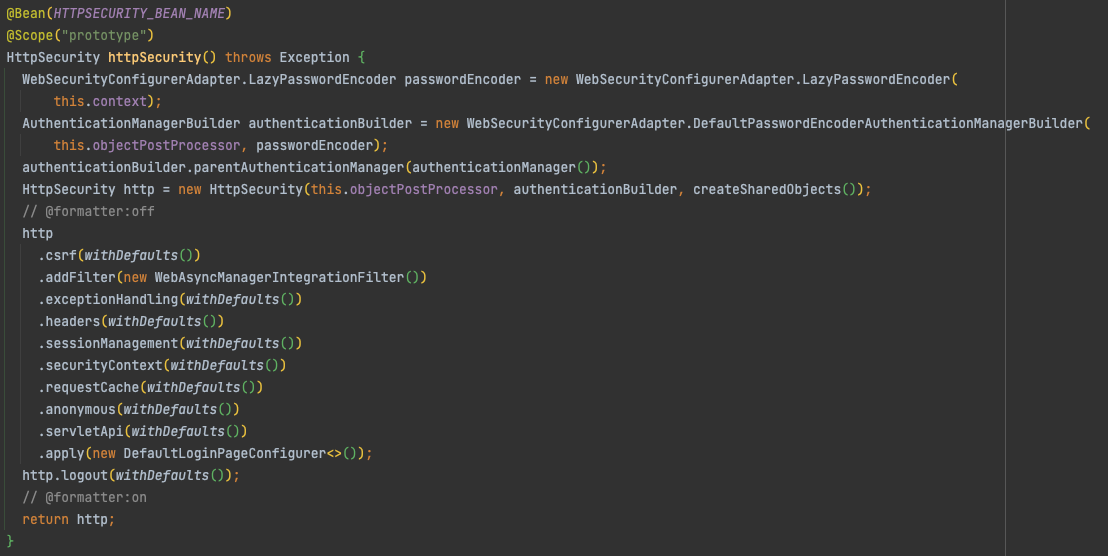 @Bean(HTTPSECURITY_BEAN_NAME)
@Scope("prototype")
HttpSecurity httpSecurity() throws Exception {
WebSecurityConfigurerAdapter.LazyPasswordEncoder passwordEncoder = new WebSecurityConfigurerAdapter.LazyPasswordEncoder(
this.context);
AuthenticationManagerBuilder authenticationBuilder = new WebSecurityConfigurerAdapter.DefaultPasswordEncoderAuthenticationManagerBuilder(
this.objectPostProcessor, passwordEncoder);
authenticationBuilder.parentAuthenticationManager(authenticationManager());
HttpSecurity http = new HttpSecurity(this.objectPostProcessor, authenticationBuilder, createSharedObjects());
// @formatter:off
http
.csrf(withDefaults())
.addFilter(new WebAsyncManagerIntegrationFilter())
.exceptionHandling(withDefaults())
.headers(withDefaults())
.sessionManagement(withDefaults())
.securityContext(withDefaults())
.requestCache(withDefaults())
.anonymous(withDefaults())
.servletApi(withDefaults())
.apply(new DefaultLoginPageConfigurer<>());
http.logout(withDefaults());
// @formatter:on
return http;
}